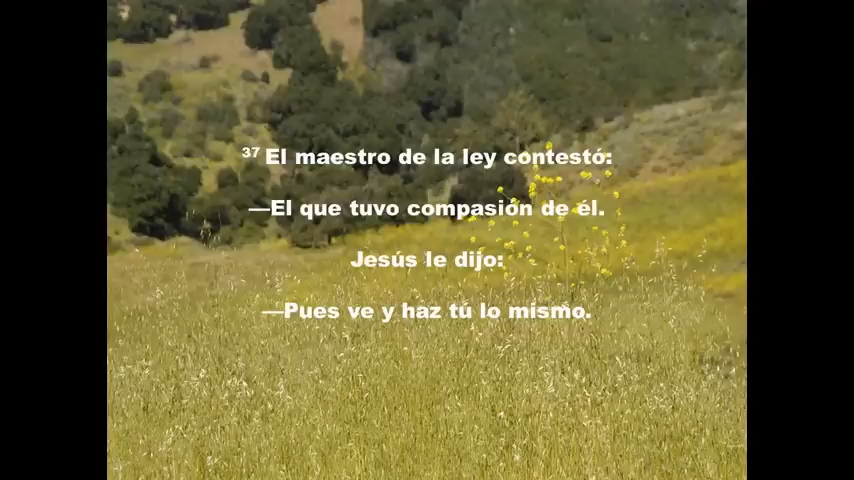 37 El maestro de la ley contestó:
—El que tuvo compasión de él.
Jesús le dijo:
—Pues ve y haz tú lo mismo.